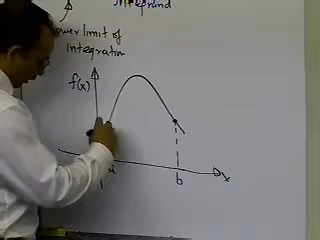 Integrand
lower limit of
Integration
f(x)
a
b
x